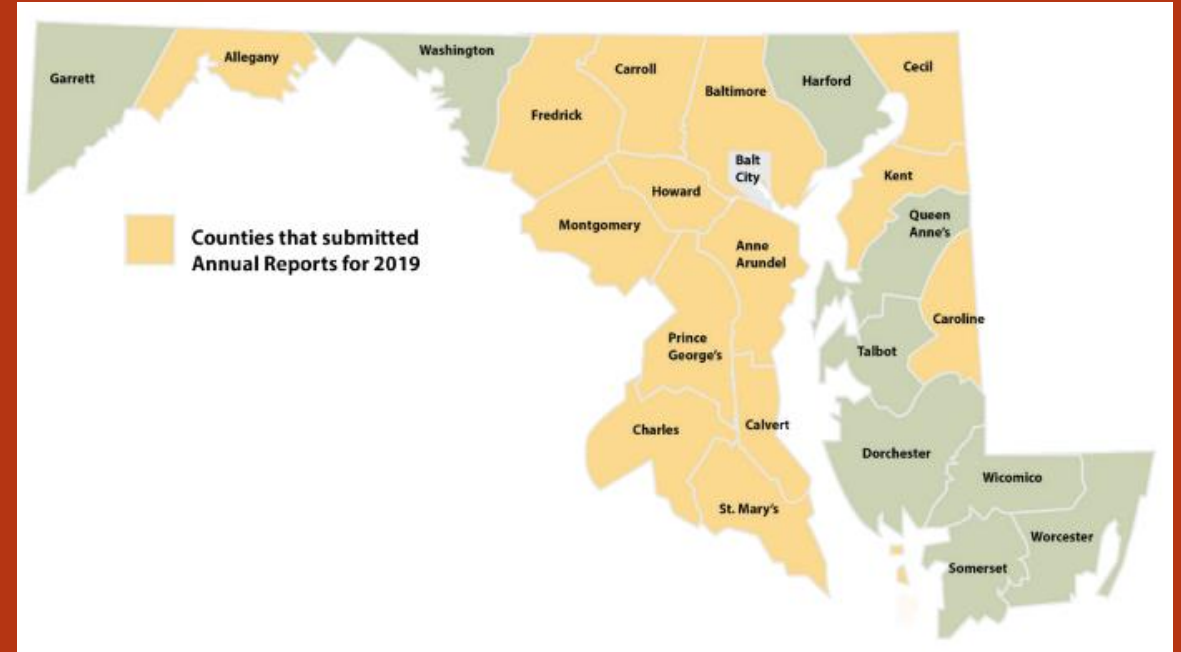 Garrett
Allegany
Washington
Fredrick
Carroll
Baltimore
Harford
Cecil
Balt
City
Howard
Kent
Montgomery
Queen
Anne's
Anne
Arundel
Counties that submitted
Annual Reports for 2019
Caroline
Prince
George's
Talbot
Charles
Calvert
Dorchester
Wicomico
St. Mary's
Worcester
Somerset